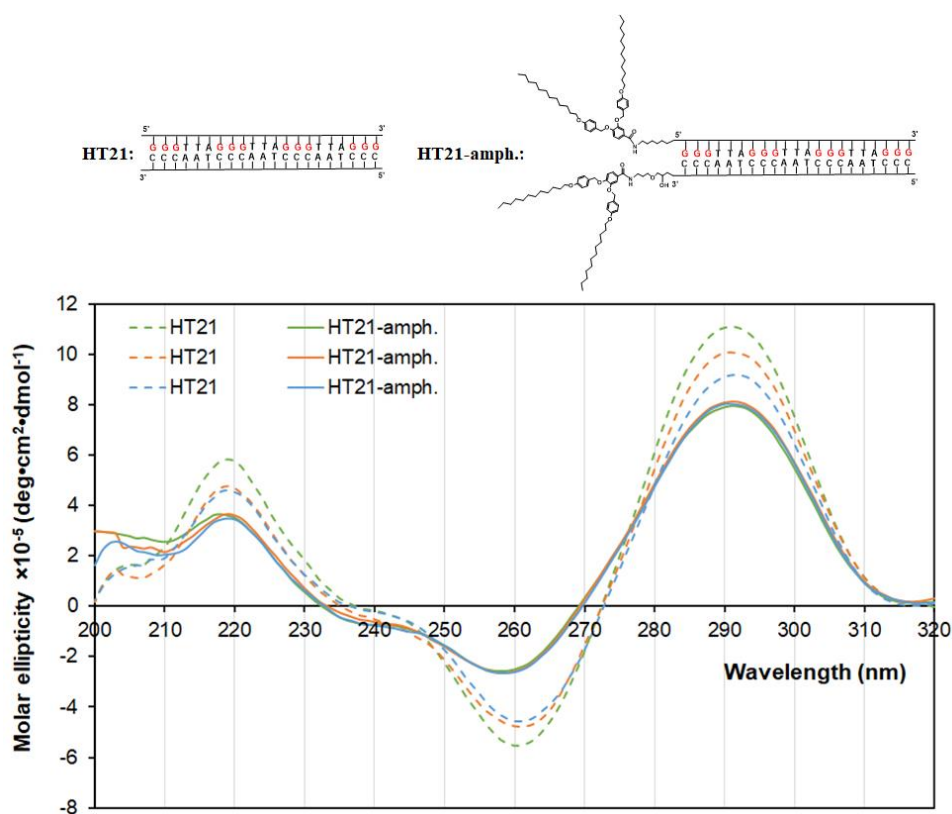 5' 3'
HT21: GGGTTAGGGTTAGGGTTAGGG
CCCAATCCCAATCCCAATCCC
3' 5'
O
O
O
O
O
N
H
5' 3'
HT21-amph.: GGGTTAGGGTTAGGGTTAGGG
CCCAATCCCAATCCCAATCCC
3' 5'
O
O
O
N
H
O
OH
O
O
12
10
8
6
4
2
0
-2
-4
-6
-8
HT21 HT21-amph.
HT21 HT21-amph.
HT21 HT21-amph.
200 210 220 230 240 250 260 270 280 290 300 310 320
Wavelength (nm)
Molar ellipticity ×10⁻⁵ (deg•cm²•dmol⁻¹)